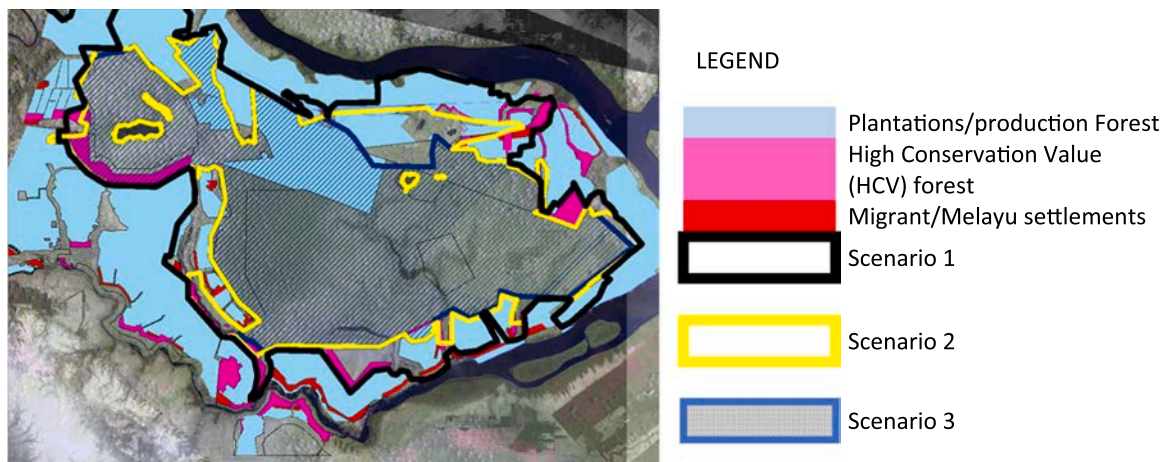 LEGEND
Plantations/production Forest
High Conservation Value
(HCV) forest
Migrant/Melayu settlements
Scenario 1
Scenario 2
Scenario 3